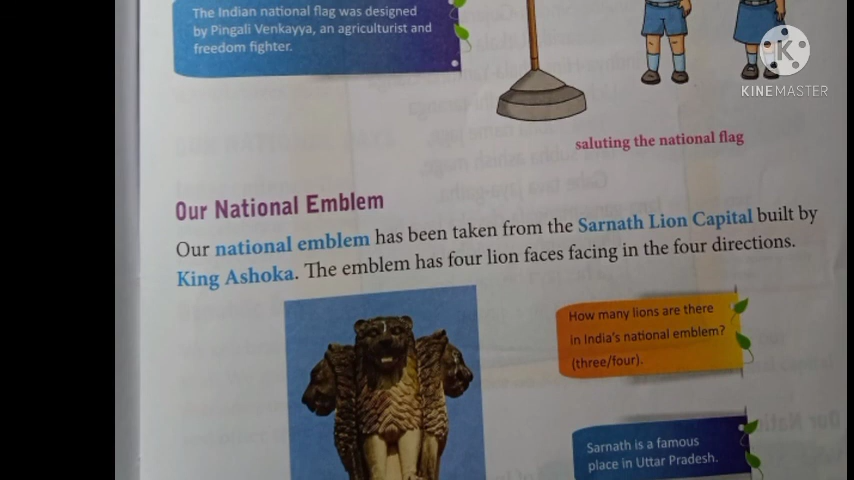 The Indian national flag was designed
by Pingali Venkayya, an agriculturist and
freedom fighter.
KINEMASTER
saluting the national flag
Our National Emblem
Our national emblem has been taken from the Sarnath Lion Capital built by
King Ashoka. The emblem has four lion faces facing in the four directions.
How many lions are there
in India's national emblem?
(three/four).
Sarnath is a famous
place in Uttar Pradesh.